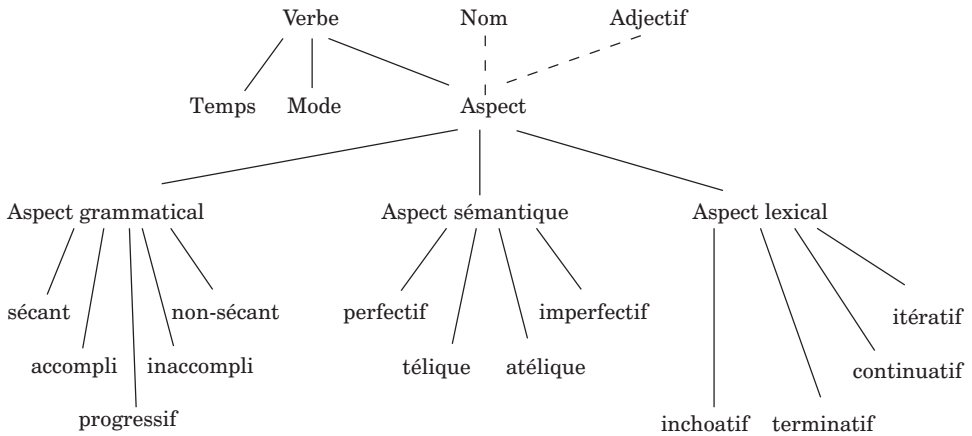 Verbe Nom Adjectif
Temps Mode Aspect
Aspect grammatical Aspect sémantique Aspect lexical
sécant non-sécant perfectif imperfectif itératif
accompli inaccompli télique atélique continuatif
progressif inchoatif terminatif